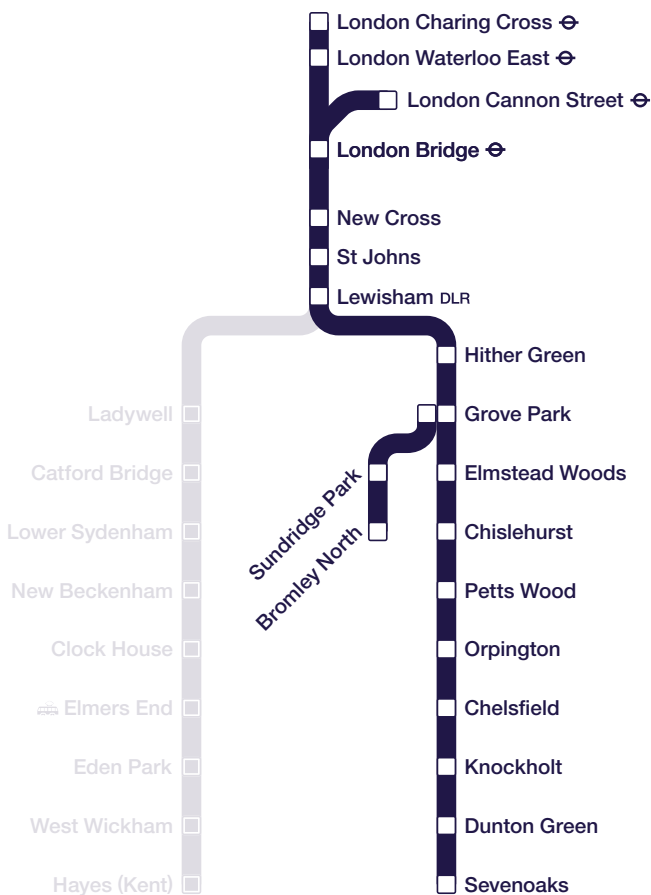 London Charing Cross
London Waterloo East
London Cannon Street
London Bridge
New Cross
St Johns
Lewisham DLR
Hither Green
Ladywell
Grove Park
Catford Bridge
Sundridge Park
Elmstead Woods
Lower Sydenham
Bromley North
Chislehurst
New Beckenham
Petts Wood
Clock House
Orpington
Elmers End
Chelsfield
Eden Park
Knockholt
West Wickham
Dunton Green
Hayes (Kent)
Sevenoaks